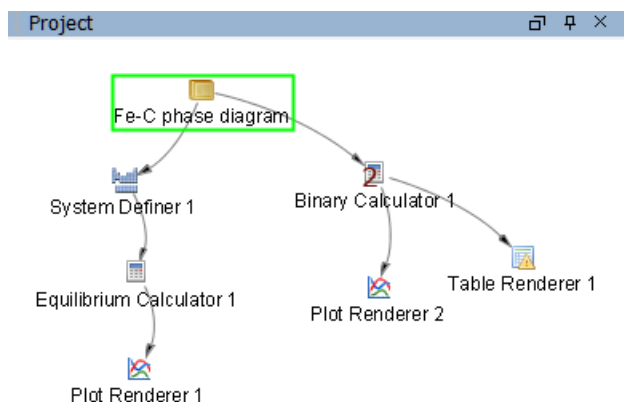 Project
Fe-C phase diagram
System Definer 1
2
Binary Calculator 1
Equilibrium Calculator 1
Plot Renderer 2
Table Renderer 1
Plot Renderer 1